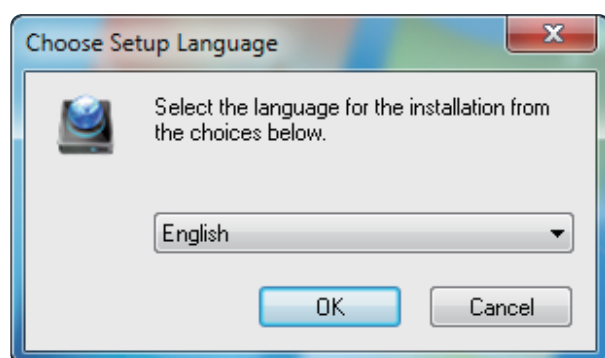 Choose Setup Language
Select the language for the installation from
the choices below.
English
OK
Cancel